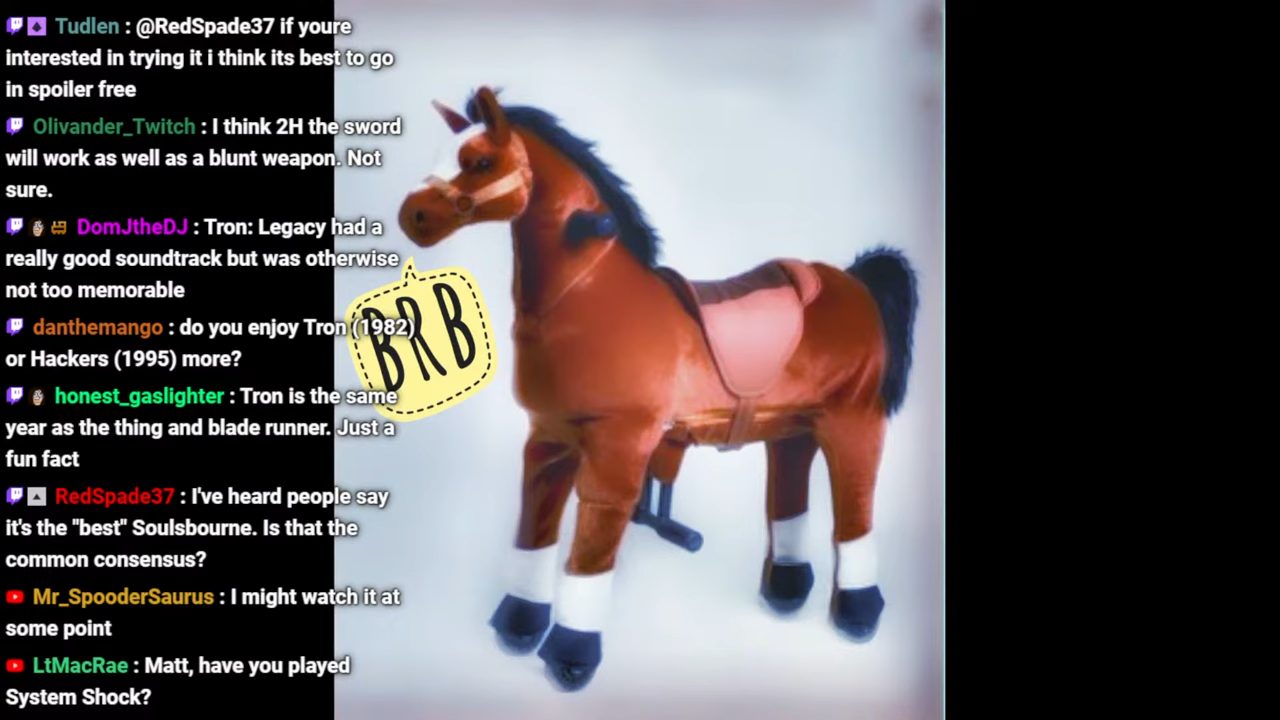 Tudlen : @RedSpade37 if youre
interested in trying it i think its best to go
in spoiler free
Olivander_Twitch : I think 2H the sword
will work as well as a blunt weapon. Not
sure.
DomJtheDJ : Tron: Legacy had a
really good soundtrack but was otherwise
not too memorable
danthemango : do you enjoy Tron (1982)
or Hackers (1995) more?
honest_gaslighter : Tron is the same
year as the thing and blade runner. Just a
fun fact
RedSpade37 : I've heard people say
it's the "best" Soulsbourne. Is that the
common consensus?
Mr_SpooderSaurus : I might watch it at
some point
LtMacRae : Matt, have you played
System Shock?
BRB